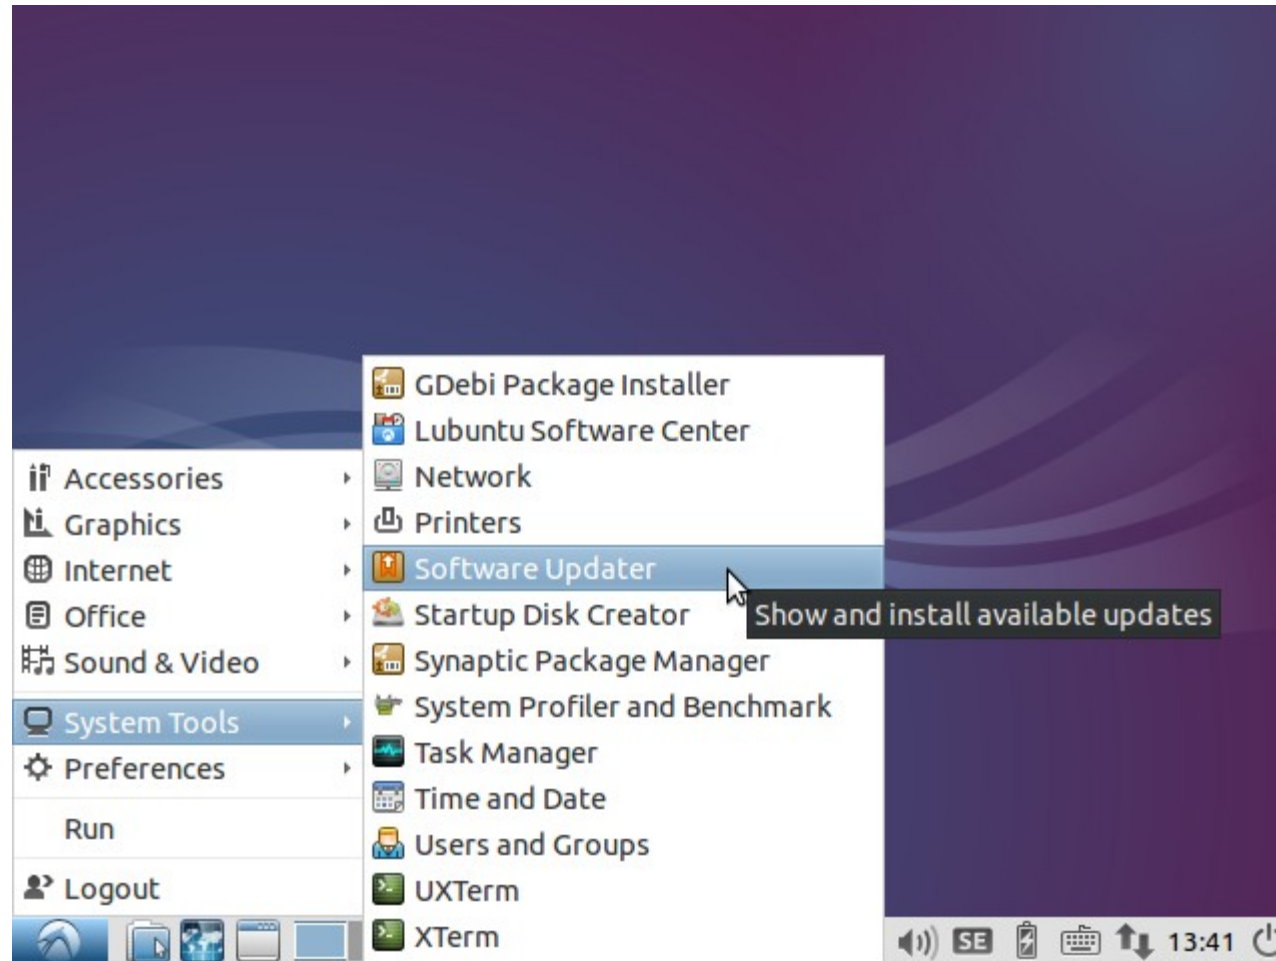 Accessories
Graphics
Internet
Office
Sound & Video
System Tools
Preferences
Run
Logout
GDebi Package Installer
Lubuntu Software Center
Network
Printers
Software Updater
Show and install available updates
Startup Disk Creator
Synaptic Package Manager
System Profiler and Benchmark
Task Manager
Time and Date
Users and Groups
UXTerm
XTerm
SE
13:41